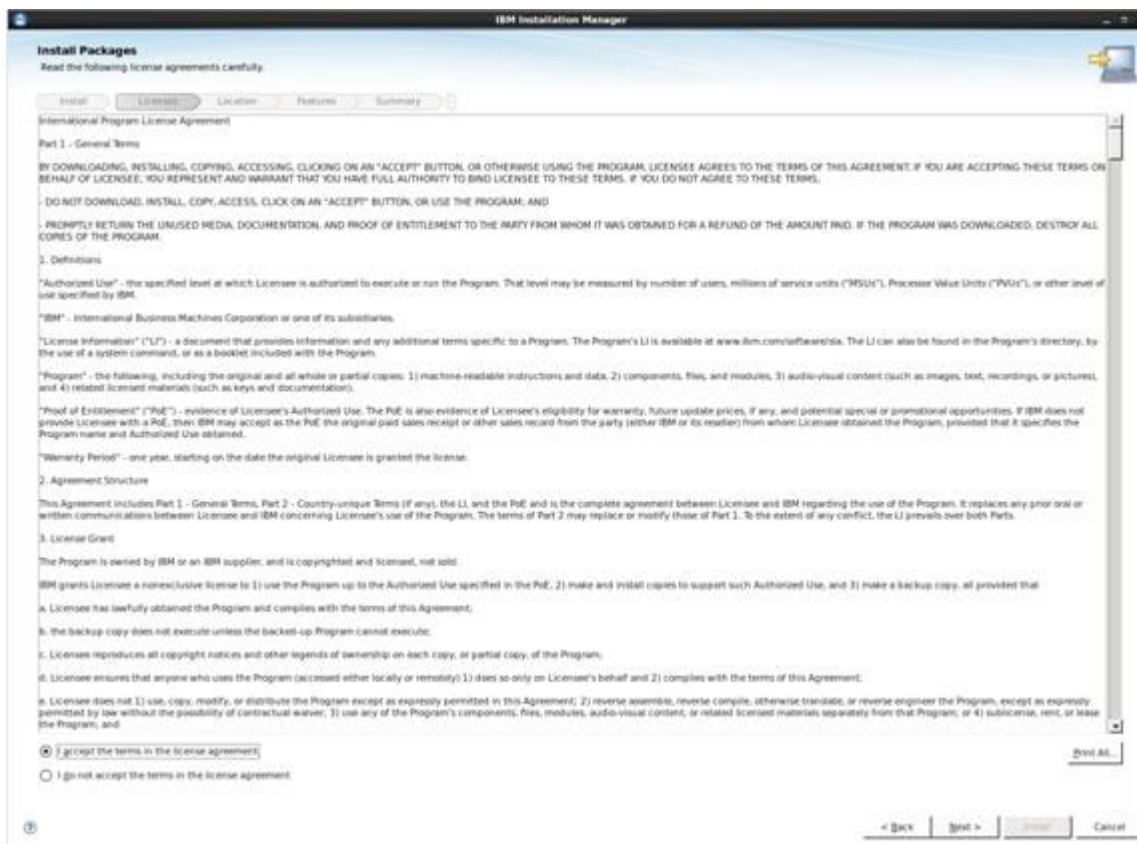 IBM Installation Manager
Install Packages
Read the following license agreements carefully.
Install Licenses Location Features Summary
International Program License Agreement
Part 1 - General Terms
BY DOWNLOADING, INSTALLING, COPYING, ACCESSING, CLICKING ON AN "ACCEPT" BUTTON, OR OTHERWISE USING THE PROGRAM, LICENSEE AGREES TO THE TERMS OF THIS AGREEMENT. IF YOU ARE ACCEPTING THESE TERMS ON
BEHALF OF LICENSEE, YOU REPRESENT AND WARRANT THAT YOU HAVE FULL AUTHORITY TO BIND LICENSEE TO THESE TERMS. IF YOU DO NOT AGREE TO THESE TERMS,
- DO NOT DOWNLOAD, INSTALL, COPY, ACCESS, CLICK ON AN "ACCEPT" BUTTON, OR USE THE PROGRAM; AND
- PROMPTLY RETURN THE UNUSED MEDIA, DOCUMENTATION, AND PROOF OF ENTITLEMENT TO THE PARTY FROM WHOM IT WAS OBTAINED FOR A REFUND OF THE AMOUNT PAID. IF THE PROGRAM WAS DOWNLOADED, DESTROY ALL
COPIES OF THE PROGRAM.
1. Definitions
"Authorized Use" - the specified level at which Licensee is authorized to execute or run the Program. That level may be measured by number of users, millions of service units ("MSUs"), Processor Value Units ("PVUs"), or other level of
use specified by IBM.
"IBM" - International Business Machines Corporation or one of its subsidiaries.
"License Information" ("LI") - a document that provides information and any additional terms specific to a Program. The Program's LI is available at www.ibm.com/software/sla. The LI can also be found in the Program's directory, by
the use of a system command, or as a booklet included with the Program.
"Program" - the following, including the original and all whole or partial copies: 1) machine-readable instructions and data, 2) components, files, and modules, 3) audio-visual content (such as images, text, recordings, or pictures),
and 4) related licensed materials (such as keys and documentation).
"Proof of Entitlement" ("PoE") - evidence of Licensee's Authorized Use. The PoE is also evidence of Licensee's eligibility for warranty, future update prices, if any, and potential special or promotional opportunities. If IBM does not
provide Licensee with a PoE, then IBM may accept as the PoE the original paid sales receipt or other sales record from the party (either IBM or its reseller) from whom Licensee obtained the Program, provided that it specifies the
Program name and Authorized Use obtained.
"Warranty Period" - one year, starting on the date the original Licensee is granted the license.
2. Agreement Structure
This Agreement includes Part 1 - General Terms, Part 2 - Country-unique Terms (if any), the LI, and the PoE and is the complete agreement between Licensee and IBM regarding the use of the Program. It replaces any prior oral or
written communications between Licensee and IBM concerning Licensee's use of the Program. The terms of Part 2 may replace or modify those of Part 1. To the extent of any conflict, the LI prevails over both Parts.
3. License Grant
The Program is owned by IBM or an IBM supplier, and is copyrighted and licensed, not sold.
IBM grants Licensee a nonexclusive license to 1) use the Program up to the Authorized Use specified in the PoE, 2) make and install copies to support such Authorized Use, and 3) make a backup copy, all provided that
a. Licensee has lawfully obtained the Program and complies with the terms of this Agreement;
b. the backup copy does not execute unless the backed-up Program cannot execute;
c. Licensee reproduces all copyright notices and other legends of ownership on each copy, or partial copy, of the Program;
d. Licensee ensures that anyone who uses the Program (accessed either locally or remotely) 1) does so only on Licensee's behalf and 2) complies with the terms of this Agreement;
e. Licensee does not 1) use, copy, modify, or distribute the Program except as expressly permitted in this Agreement; 2) reverse assemble, reverse compile, otherwise translate, or reverse engineer the Program, except as expressly
permitted by law without the possibility of contractual waiver; 3) use any of the Program's components, files, modules, audio-visual content, or related licensed materials separately from that Program; or 4) sublicense, rent, or lease
the Program; and
I accept the terms in the license agreement
Print All...
I do not accept the terms in the license agreement
< Back Next > Install Cancel